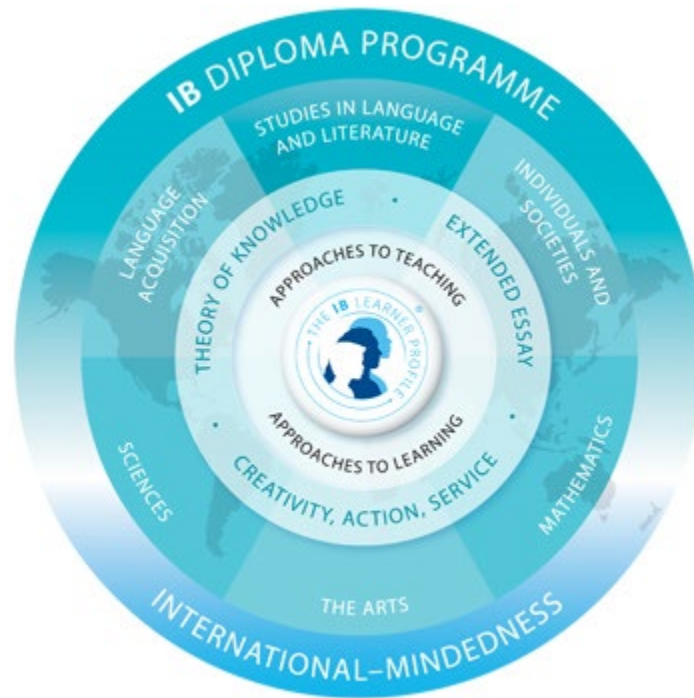 IB DIPLOMA PROGRAMME
STUDIES IN LANGUAGE
AND LITERATURE
LANGUAGE
ACQUISITION
INDIVIDUALS AND
SOCIETIES
THEORY OF KNOWLEDGE
EXTENDED ESSAY
APPROACHES TO TEACHING
THE IB LEARNER PROFILE
®
APPROACHES TO LEARNING
CREATIVITY, ACTION, SERVICE
SCIENCES
MATHEMATICS
THE ARTS
INTERNATIONAL–MINDEDNESS